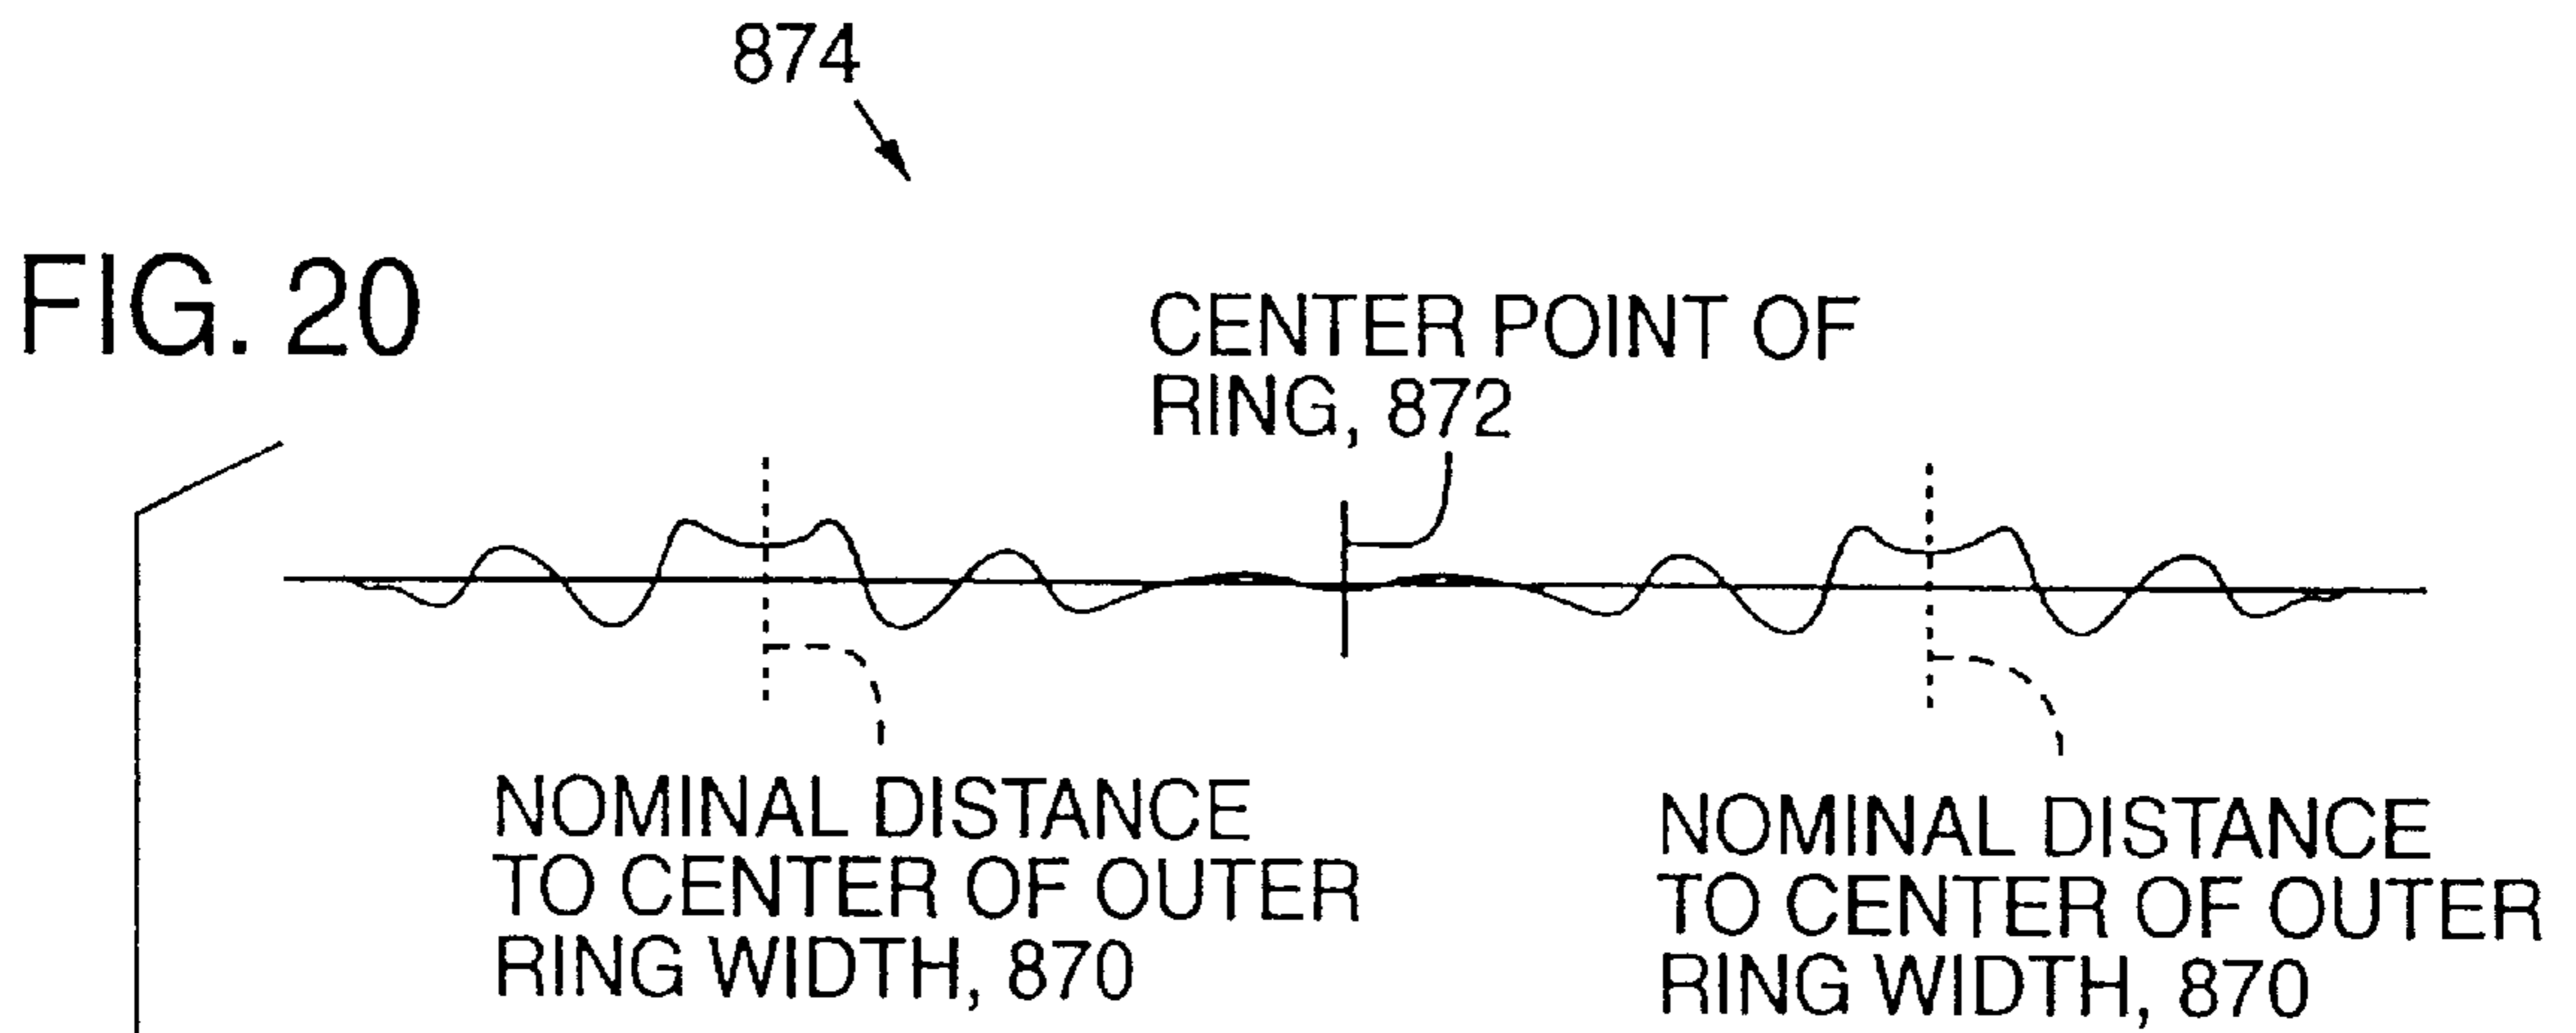 874
FIG. 20
CENTER POINT OF
RING, 872
NOMINAL DISTANCE
TO CENTER OF OUTER
RING WIDTH, 870
NOMINAL DISTANCE
TO CENTER OF OUTER
RING WIDTH, 870